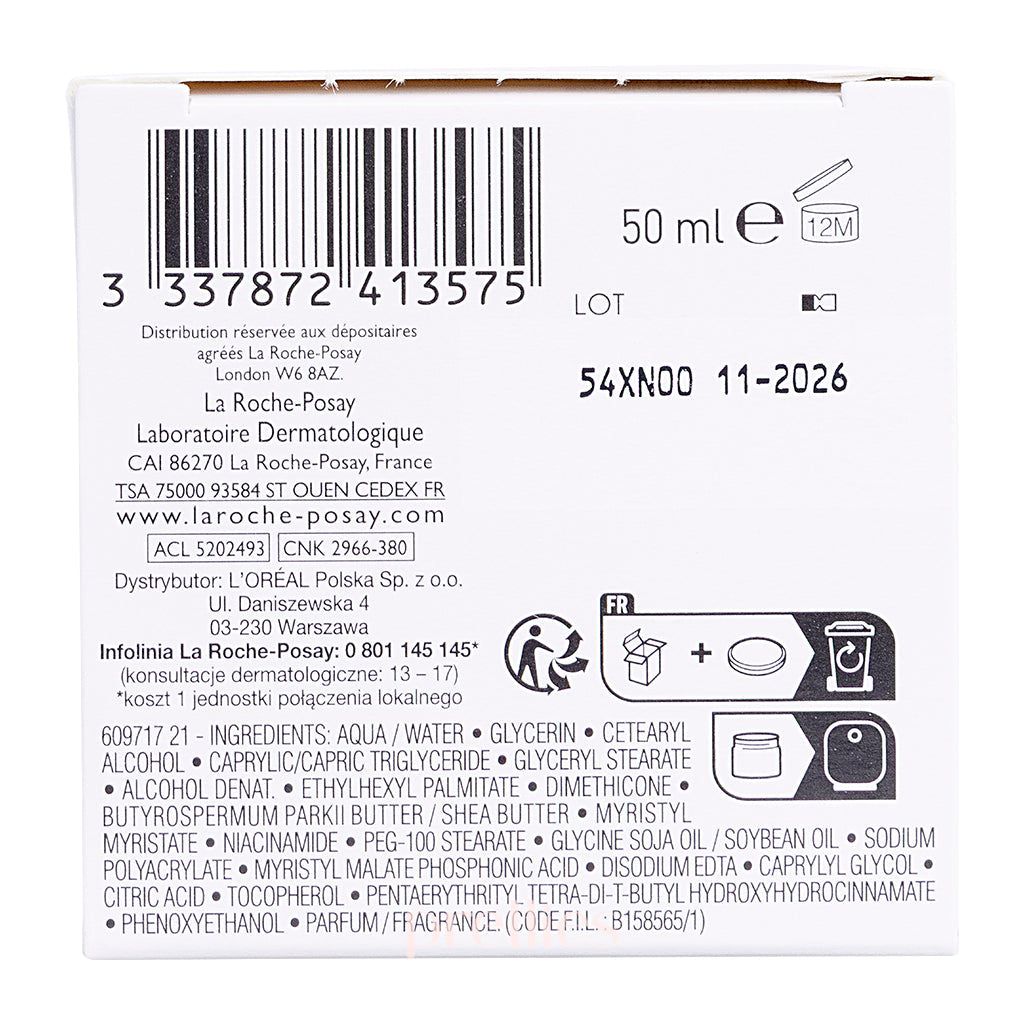 3 337872 413575
50 ml e
12M
LOT
54XN00 11-2026
Distribution réservée aux dépositaires
agréés La Roche-Posay
London W6 8AZ.
La Roche-Posay
Laboratoire Dermatologique
CAI 86270 La Roche-Posay, France
TSA 75000 93584 ST OUEN CEDEX FR
www.laroche-posay.com
ACL 5202493 CNK 2966-380
Dystrybutor: L'ORÉAL Polska Sp. z o.o.
Ul. Daniszewska 4
03-230 Warszawa
Infolinia La Roche-Posay: 0 801 145 145*
(konsultacje dermatologiczne: 13 – 17)
*koszt 1 jednostki połączenia lokalnego
FR
+
609717 21 - INGREDIENTS: AQUA / WATER • GLYCERIN • CETEARYL
ALCOHOL • CAPRYLIC/CAPRIC TRIGLYCERIDE • GLYCERYL STEARATE
• ALCOHOL DENAT. • ETHYLHEXYL PALMITATE • DIMETHICONE •
BUTYROSPERMUM PARKII BUTTER / SHEA BUTTER • MYRISTYL
MYRISTATE • NIACINAMIDE • PEG-100 STEARATE • GLYCINE SOJA OIL / SOYBEAN OIL • SODIUM
POLYACRYLATE • MYRISTYL MALATE PHOSPHONIC ACID • DISODIUM EDTA • CAPRYLYL GLYCOL •
CITRIC ACID • TOCOPHEROL • PENTAERYTHRITYL TETRA-DI-T-BUTYL HYDROXYHYDROCINNAMATE
• PHENOXYETHANOL • PARFUM / FRAGRANCE. (CODE F.I.L.: B158565/1)